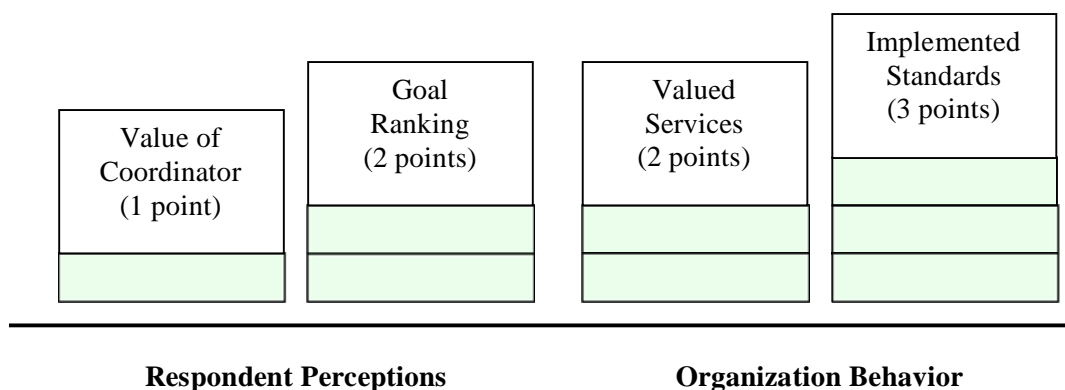 Value of
Coordinator
(1 point)
Goal
Ranking
(2 points)
Valued
Services
(2 points)
Implemented
Standards
(3 points)
Respondent Perceptions
Organization Behavior